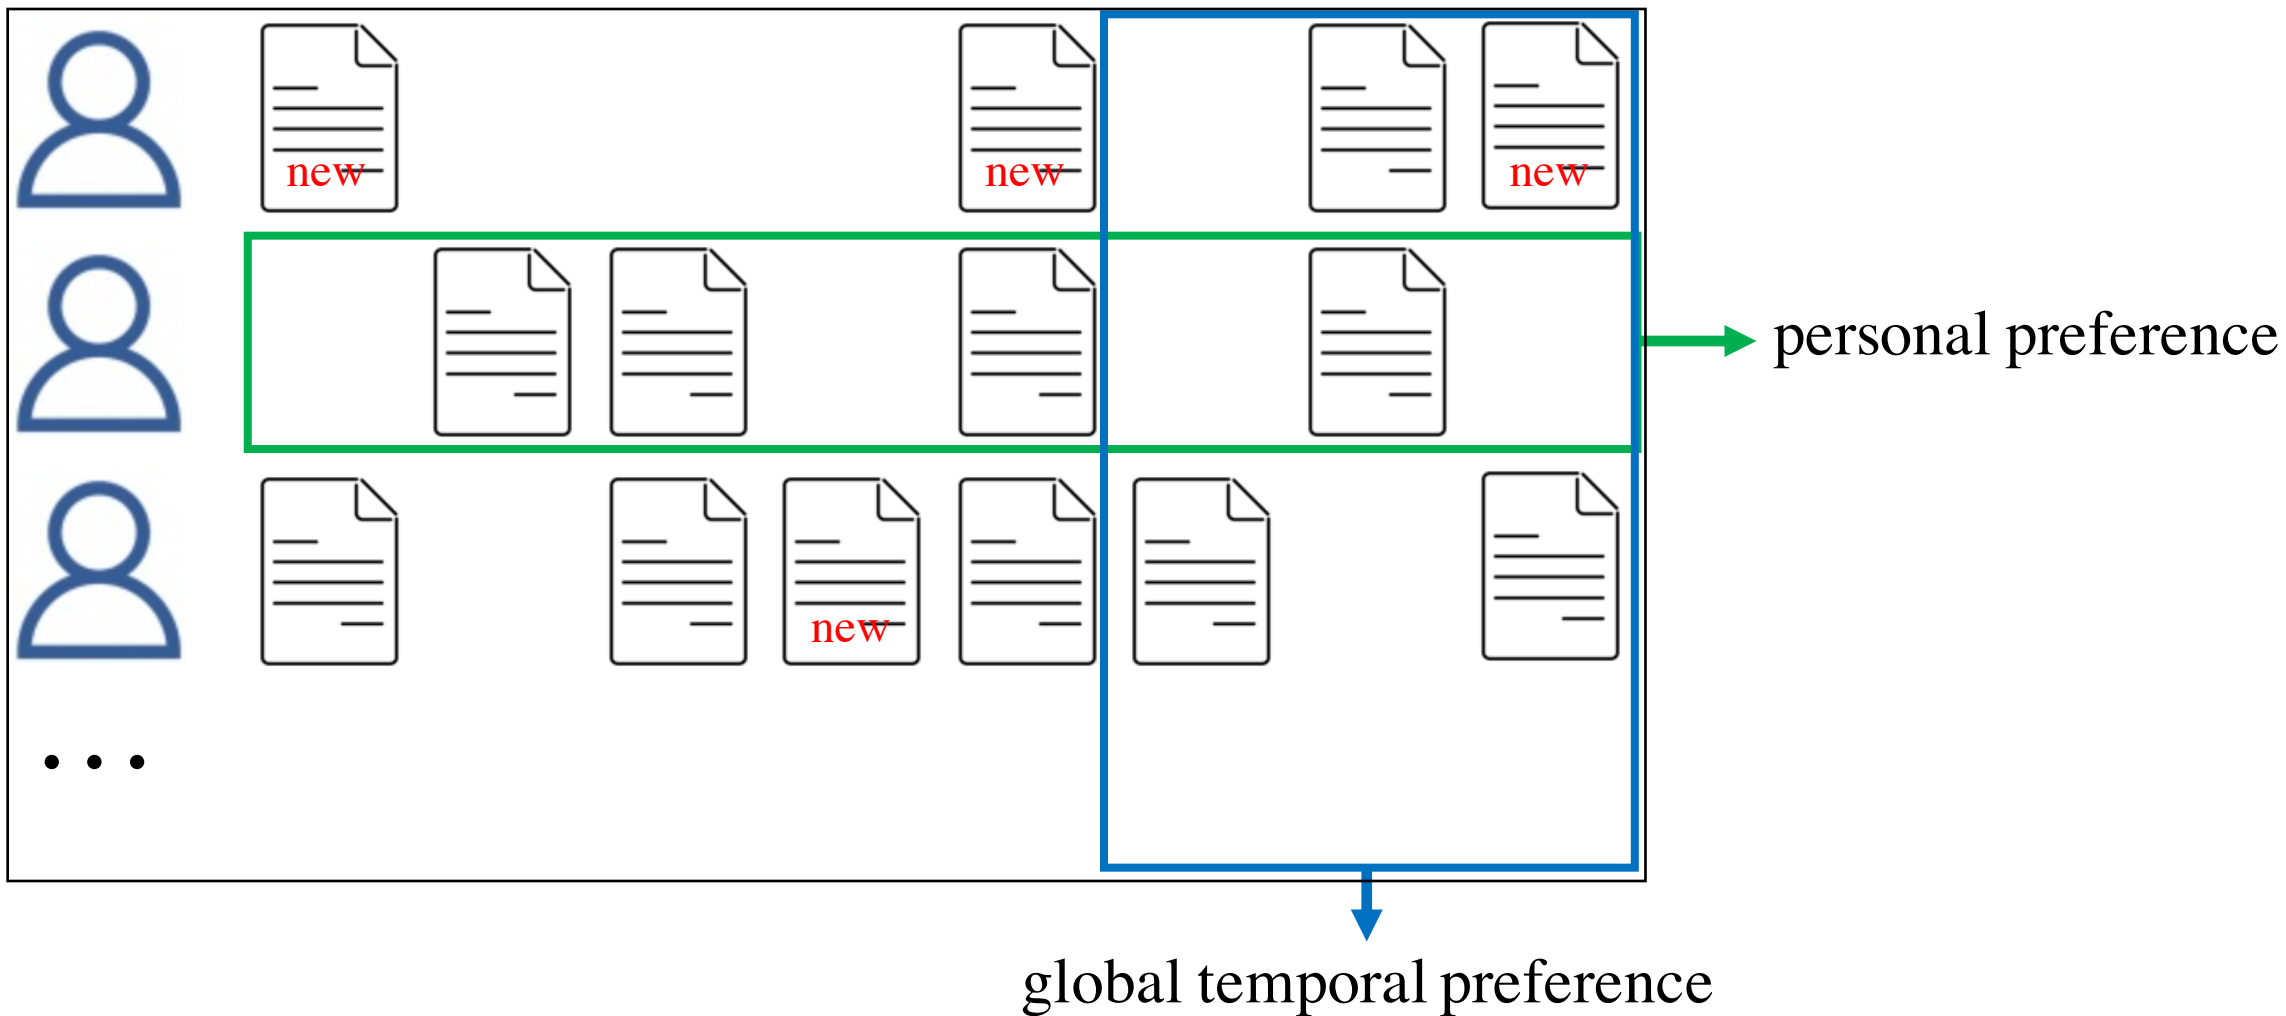 new new new
personal preference
new
...
global temporal preference